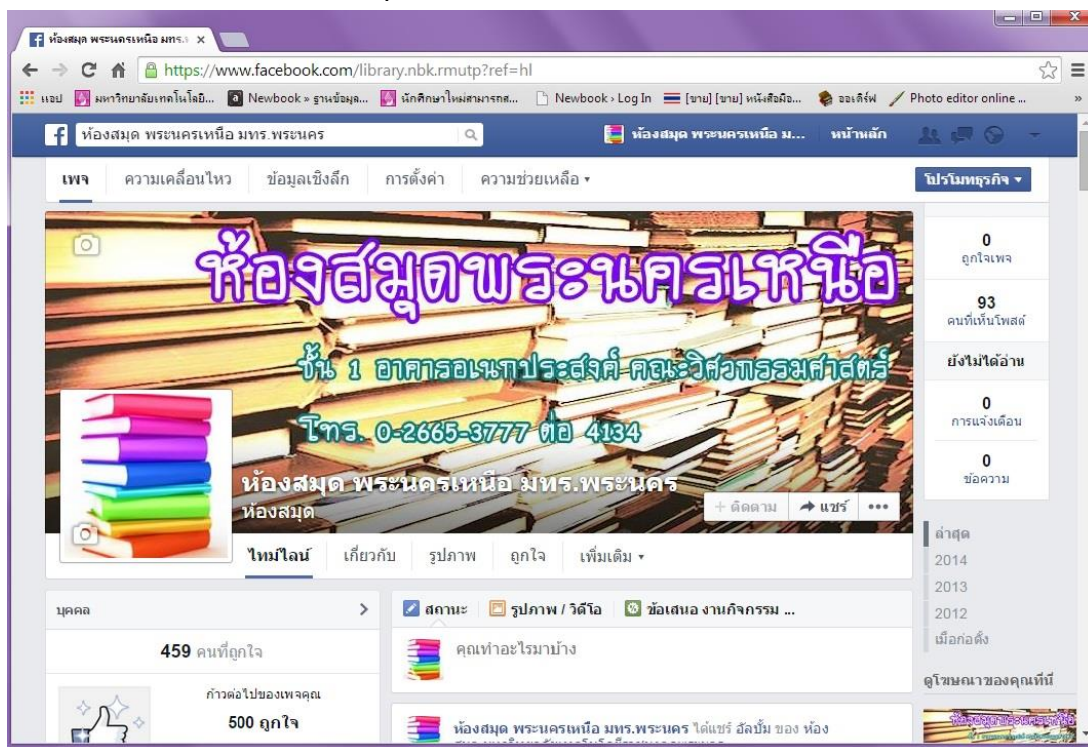 ห้องสมุด พระนครเหนือ มทร.
https://www.facebook.com/library.nbk.rmutp?ref=hl
แอป มหาวิทยาลัยเทคโนโลยี... Newbook » ฐานข้อมูล... นักศึกษาใหม่สามารถส... Newbook › Log In [ขาย] [ขาย] หนังสือมือ... ออเดิร์ฟ Photo editor online ... »
ห้องสมุด พระนครเหนือ มทร.พระนคร
ห้องสมุด พระนครเหนือ ม... หน้าหลัก
เพจ ความเคลื่อนไหว ข้อมูลเชิงลึก การตั้งค่า ความช่วยเหลือ
โปรโมทธุรกิจ
ห้องสมุดพระนครเหนือ
ชั้น 1 อาคารอเนกประสงค์ คณะวิศวกรรมศาสตร์
โทร. 0-2665-3777 ต่อ 4134
ห้องสมุด พระนครเหนือ มทร.พระนคร
ห้องสมุด
+ ติดตาม แชร์ •••
ไทม์ไลน์ เกี่ยวกับ รูปภาพ ถูกใจ เพิ่มเติม
0
ถูกใจเพจ
93
คนที่เห็นโพสต์
ยังไม่ได้อ่าน
0
การแจ้งเตือน
0
ข้อความ
ล่าสุด
2014
2013
2012
เมื่อก่อตั้ง
ดูโฆษณาของคุณที่นี่
บุคคล
459 คนที่ถูกใจ
ก้าวต่อไปของเพจคุณ
500 ถูกใจ
สถานะ รูปภาพ / วิดีโอ ข้อเสนอ งานกิจกรรม ...
คุณทำอะไรมาบ้าง
ห้องสมุด พระนครเหนือ มทร.พระนคร ได้แชร์ อัลบั้ม ของ ห้อง